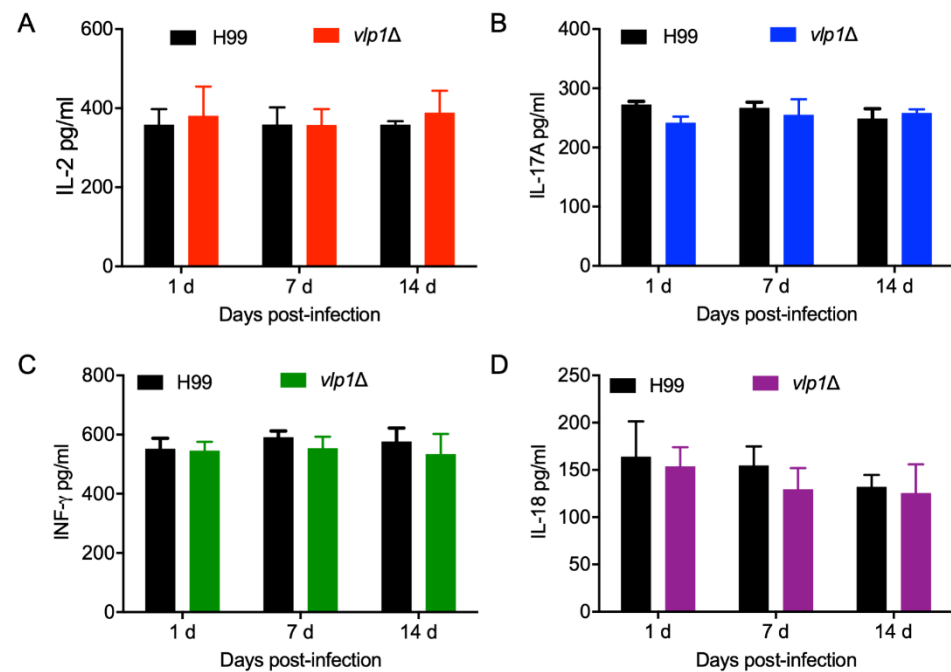 A
H99 vlp1Δ
600
400
200
0
IL-2 pg/ml
1 d 7 d 14 d
Days post-infection
B
H99 vlp1Δ
400
300
200
100
0
IL-17A pg/ml
1 d 7 d 14 d
Days post-infection
C
H99 vlp1Δ
800
600
400
200
0
INF-γ pg/ml
1 d 7 d 14 d
Days post-infection
D
H99 vlp1Δ
250
200
150
100
50
0
IL-18 pg/ml
1 d 7 d 14 d
Days post-infection